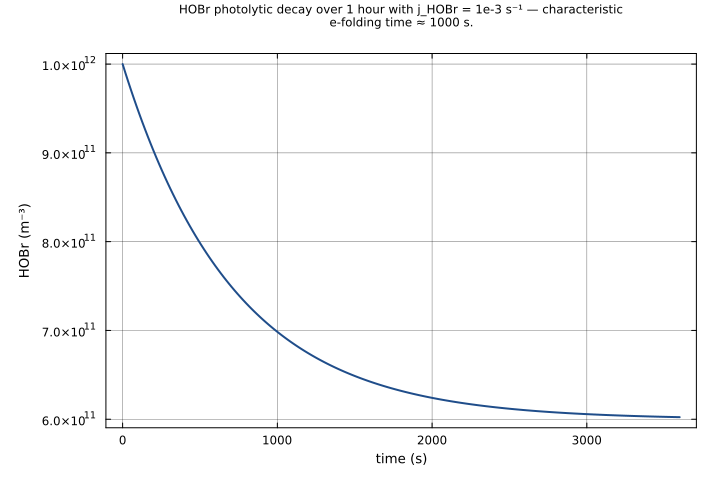 HOBr photolytic decay over 1 hour with j_HOBr = 1e-3 s⁻¹ — characteristic
e-folding time ≈ 1000 s.
1.0×10¹²
9.0×10¹¹
8.0×10¹¹
7.0×10¹¹
6.0×10¹¹
HOBr (m⁻³)
0 1000 2000 3000
time (s)